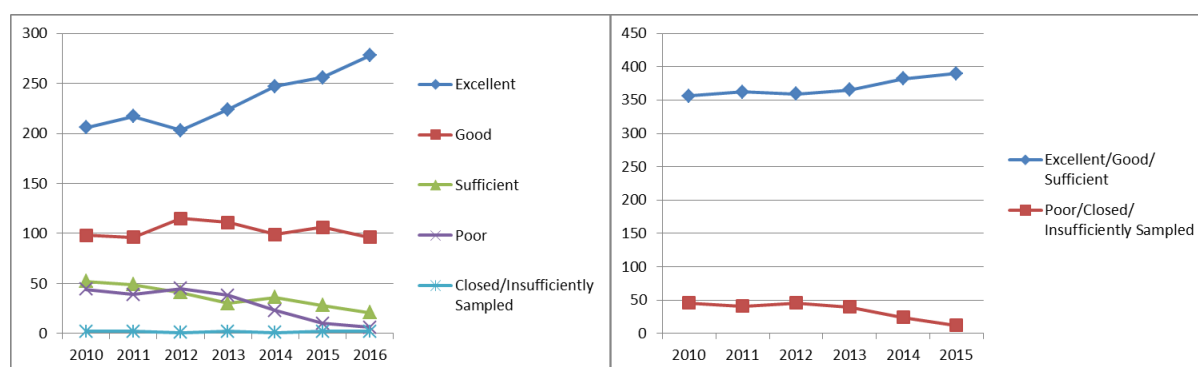 300
250
200
150
100
50
0
2010 2011 2012 2013 2014 2015 2016
Excellent
Good
Sufficient
Poor
Closed/Insufficiently
Sampled
450
400
350
300
250
200
150
100
50
0
2010 2011 2012 2013 2014 2015
Excellent/Good/
Sufficient
Poor/Closed/
Insufficiently Sampled